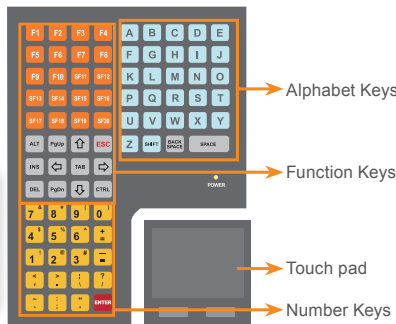 F1 F2 F3 F4 A B C D E
F5 F6 F7 F8 F G H I J
F9 F10 SF11 SF12 K L M N O
SF13 SF14 SF15 SF16 P Q R S T
SF17 SF18 SF19 SF20 U V W X Y
ALT PgUp ⇧ ESC Z SHIFT BACK SPACE SPACE
INS ⇦ TAB ⇨
DEL PgDn ⇩ CTRL
POWER
7 & 8 * 9 ( 0 )
4 $ 5 % 6 ^ + =
1 ! 2 @ 3 #
< , > . : \ ? /
ENTER
Alphabet Keys
Function Keys
Touch pad
Number Keys